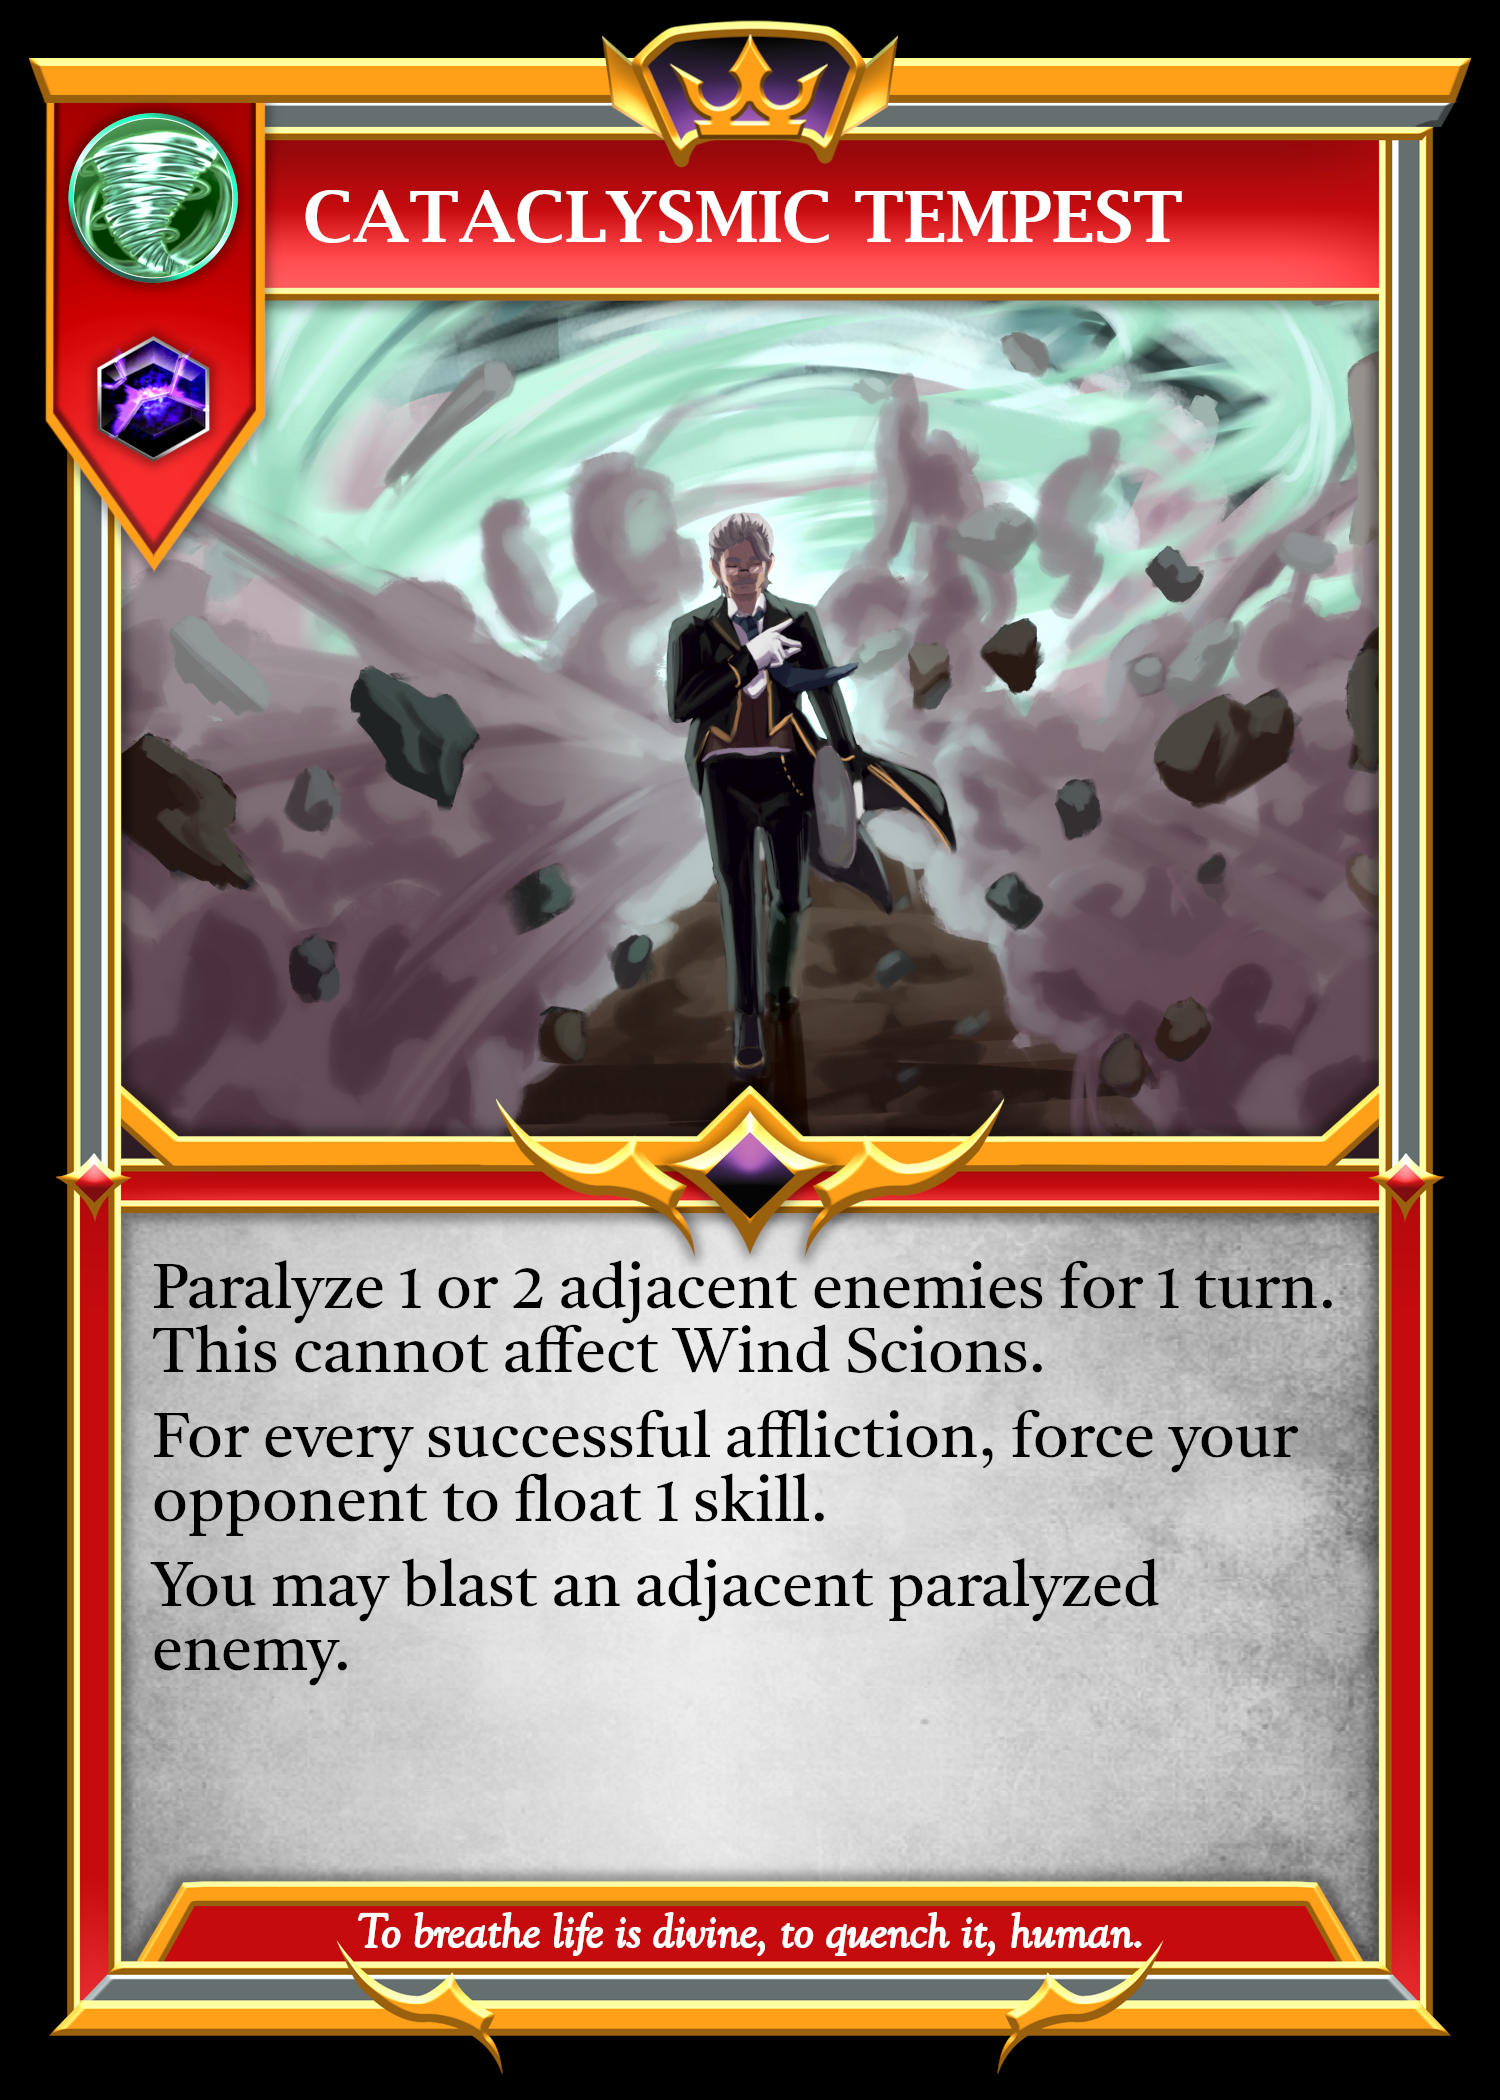 CATACLYSMIC TEMPEST
Paralyze 1 or 2 adjacent enemies for 1 turn.
This cannot affect Wind Scions.
For every successful affliction, force your
opponent to float 1 skill.
You may blast an adjacent paralyzed
enemy.
To breathe life is divine, to quench it, human.